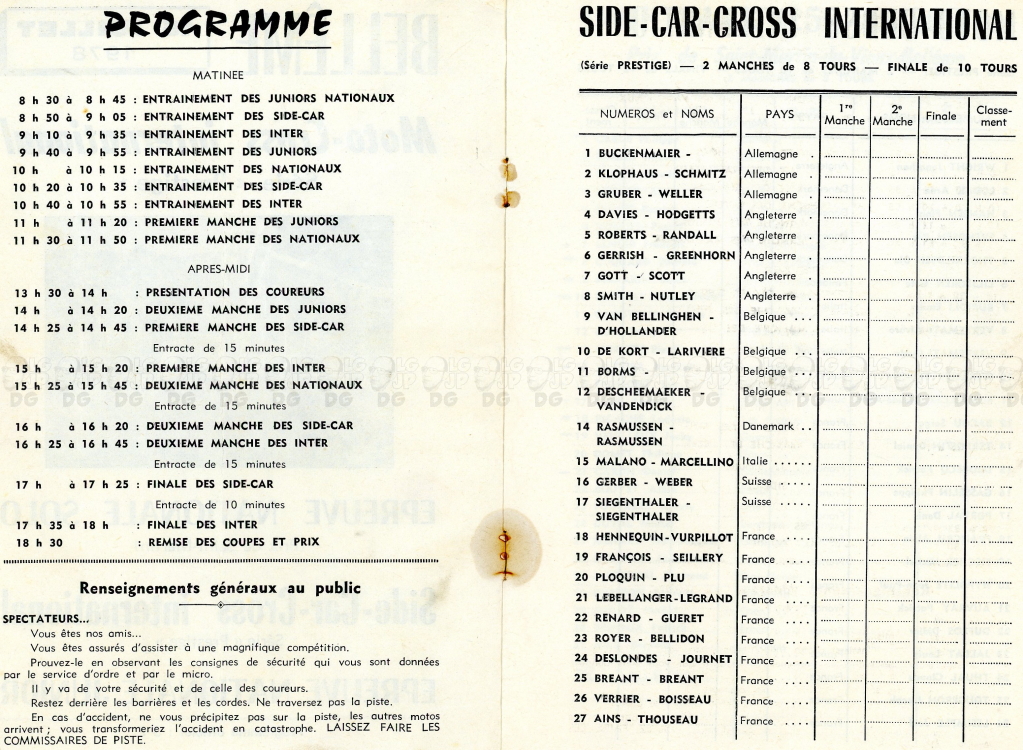 PROGRAMME
MATINEE
8 h 30 à 8 h 45 : ENTRAINEMENT DES JUNIORS NATIONAUX
8 h 50 à 9 h 05 : ENTRAINEMENT DES SIDE-CAR
9 h 10 à 9 h 35 : ENTRAINEMENT DES INTER
9 h 40 à 9 h 55 : ENTRAINEMENT DES JUNIORS
10 h à 10 h 15 : ENTRAINEMENT DES NATIONAUX
10 h 20 à 10 h 35 : ENTRAINEMENT DES SIDE-CAR
10 h 40 à 10 h 55 : ENTRAINEMENT DES INTER
11 h à 11 h 20 : PREMIERE MANCHE DES JUNIORS
11 h 30 à 11 h 50 : PREMIERE MANCHE DES NATIONAUX
APRES-MIDI
13 h 30 à 14 h : PRESENTATION DES COUREURS
14 h à 14 h 20 : DEUXIEME MANCHE DES JUNIORS
14 h 25 à 14 h 45 : PREMIERE MANCHE DES SIDE-CAR
Entracte de 15 minutes
15 h à 15 h 20 : PREMIERE MANCHE DES INTER
15 h 25 à 15 h 45 : DEUXIEME MANCHE DES NATIONAUX
Entracte de 15 minutes
16 h à 16 h 20 : DEUXIEME MANCHE DES SIDE-CAR
16 h 25 à 16 h 45 : DEUXIEME MANCHE DES INTER
Entracte de 15 minutes
17 h à 17 h 25 : FINALE DES SIDE-CAR
Entracte de 10 minutes
17 h 35 à 18 h : FINALE DES INTER
18 h 30 : REMISE DES COUPES ET PRIX
Renseignements généraux au public
SPECTATEURS...
Vous êtes nos amis...
Vous êtes assurés d'assister à une magnifique compétition.
Prouvez-le en observant les consignes de sécurité qui vous sont données
par le service d'ordre et par le micro.
Il y va de votre sécurité et de celle des coureurs.
Restez derrière les barrières et les cordes. Ne traversez pas la piste.
En cas d'accident, ne vous précipitez pas sur la piste, les autres motos
arrivent ; vous transformeriez l'accident en catastrophe. LAISSEZ FAIRE LES
COMMISSAIRES DE PISTE.
SIDE-CAR-CROSS INTERNATIONAL
(Série PRESTIGE) — 2 MANCHES de 8 TOURS — FINALE de 10 TOURS
NUMEROS et NOMS PAYS 1re Manche 2e Manche Finale Classe-ment
1 BUCKENMAIER - Allemagne
2 KLOPHAUS - SCHMITZ Allemagne .
3 GRUBER - WELLER Allemagne .
4 DAVIES - HODGETTS Angleterre
5 ROBERTS - RANDALL Angleterre
6 GERRISH - GREENHORN Angleterre .
7 GOTT - SCOTT Angleterre .
8 SMITH - NUTLEY Angleterre .
9 VAN BELLINGHEN - Belgique ...
D'HOLLANDER
10 DE KORT - LARIVIERE Belgique ...
11 BORMS - Belgique ...
12 DESCHEEMAEKER - Belgique ...
VANDENDICK
14 RASMUSSEN - Danemark ..
RASMUSSEN
15 MALANO - MARCELLINO Italie .....
16 GERBER - WEBER Suisse .....
17 SIEGENTHALER - Suisse ....
SIEGENTHALER
18 HENNEQUIN-VURPILLOT France ....
19 FRANÇOIS - SEILLERY France ....
20 PLOQUIN - PLU France ....
21 LEBELLANGER-LEGRAND France ....
22 RENARD - GUERET France ....
23 ROYER - BELLIDON France ....
24 DESLONDES - JOURNET France ....
25 BREANT - BREANT France ....
26 VERRIER - BOISSEAU France ....
27 AINS - THOUSEAU France ....